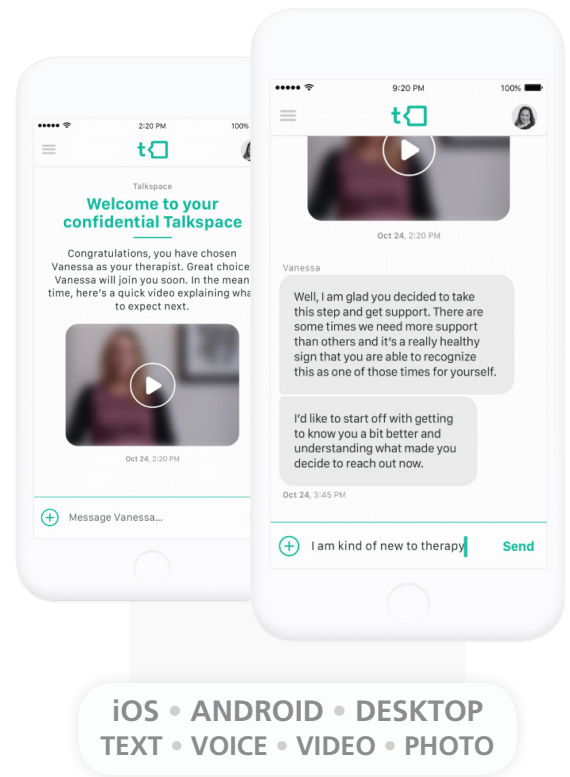 2:20 PM
100%
t
Talkspace
Welcome to your
confidential Talkspace
Congratulations, you have chosen
Vanessa as your therapist. Great choice
Vanessa will join you soon. In the mean
time, here's a quick video explaining
to expect next.
Oct 24, 2:20 PM
Message Vanessa...
9:20 PM
100%
t
Oct 24, 2:20 PM
Vanessa
Well, I am glad you decided to take
this step and get support. There are
some times we need more support
than others and it's a really healthy
sign that you are able to recognize
this as one of those times for yourself.
I'd like to start off with getting
to know you a bit better and
understanding what made you
decide to reach out now.
Oct 24, 3:45 PM
I am kind of new to therapy
Send
iOS • ANDROID • DESKTOP
TEXT • VOICE • VIDEO • PHOTO